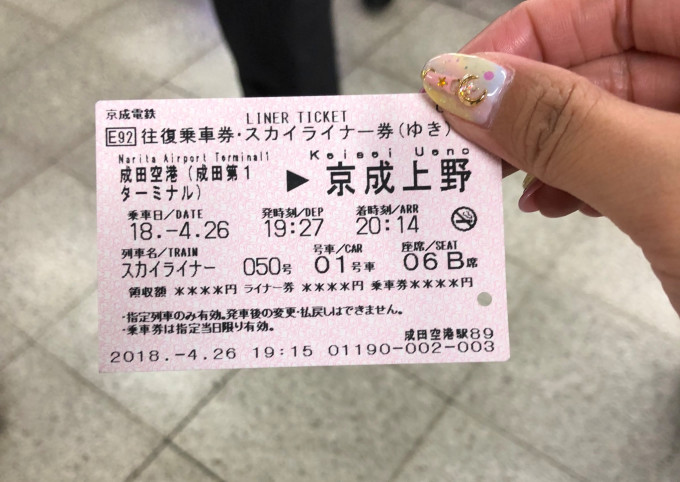 京成電鉄 LINER TICKET
E92 往復乗車券・スカイライナー券(ゆき)
Narita Airport Terminal1 Keisei Ueno
成田空港(成田第1ターミナル) ▶ 京成上野
乗車日/DATE 発時刻/DEP 着時刻/ARR
18.-4.26 19:27 20:14
列車名/TRAIN 号車/CAR 座席/SEAT
スカイライナー 050号 01号車 06B席
領収額 ****円 ライナー券 ****円 乗車券****円
・指定列車のみ有効。発車後の変更・払戻しはできません。
・乗車券は指定当日限り有効。
成田空港駅89
2018.-4.26 19:15 01190-002-003